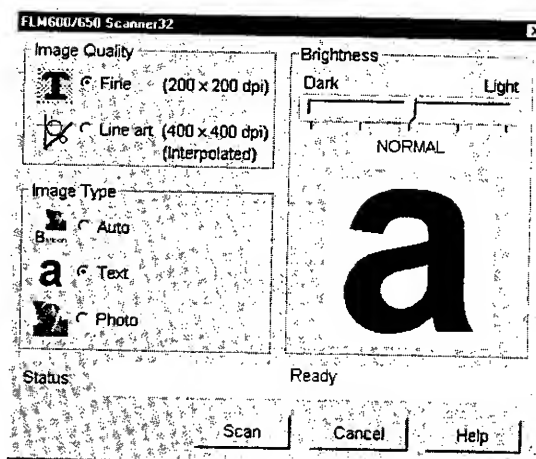 FLM600/650 Scanner32
Image Quality
Fine (200 x 200 dpi)
Line art (400 x 400 dpi)
(Interpolated)
Image Type
Auto
a Text
Photo
Brightness
Dark Light
NORMAL
a
Status: Ready
Scan Cancel Help